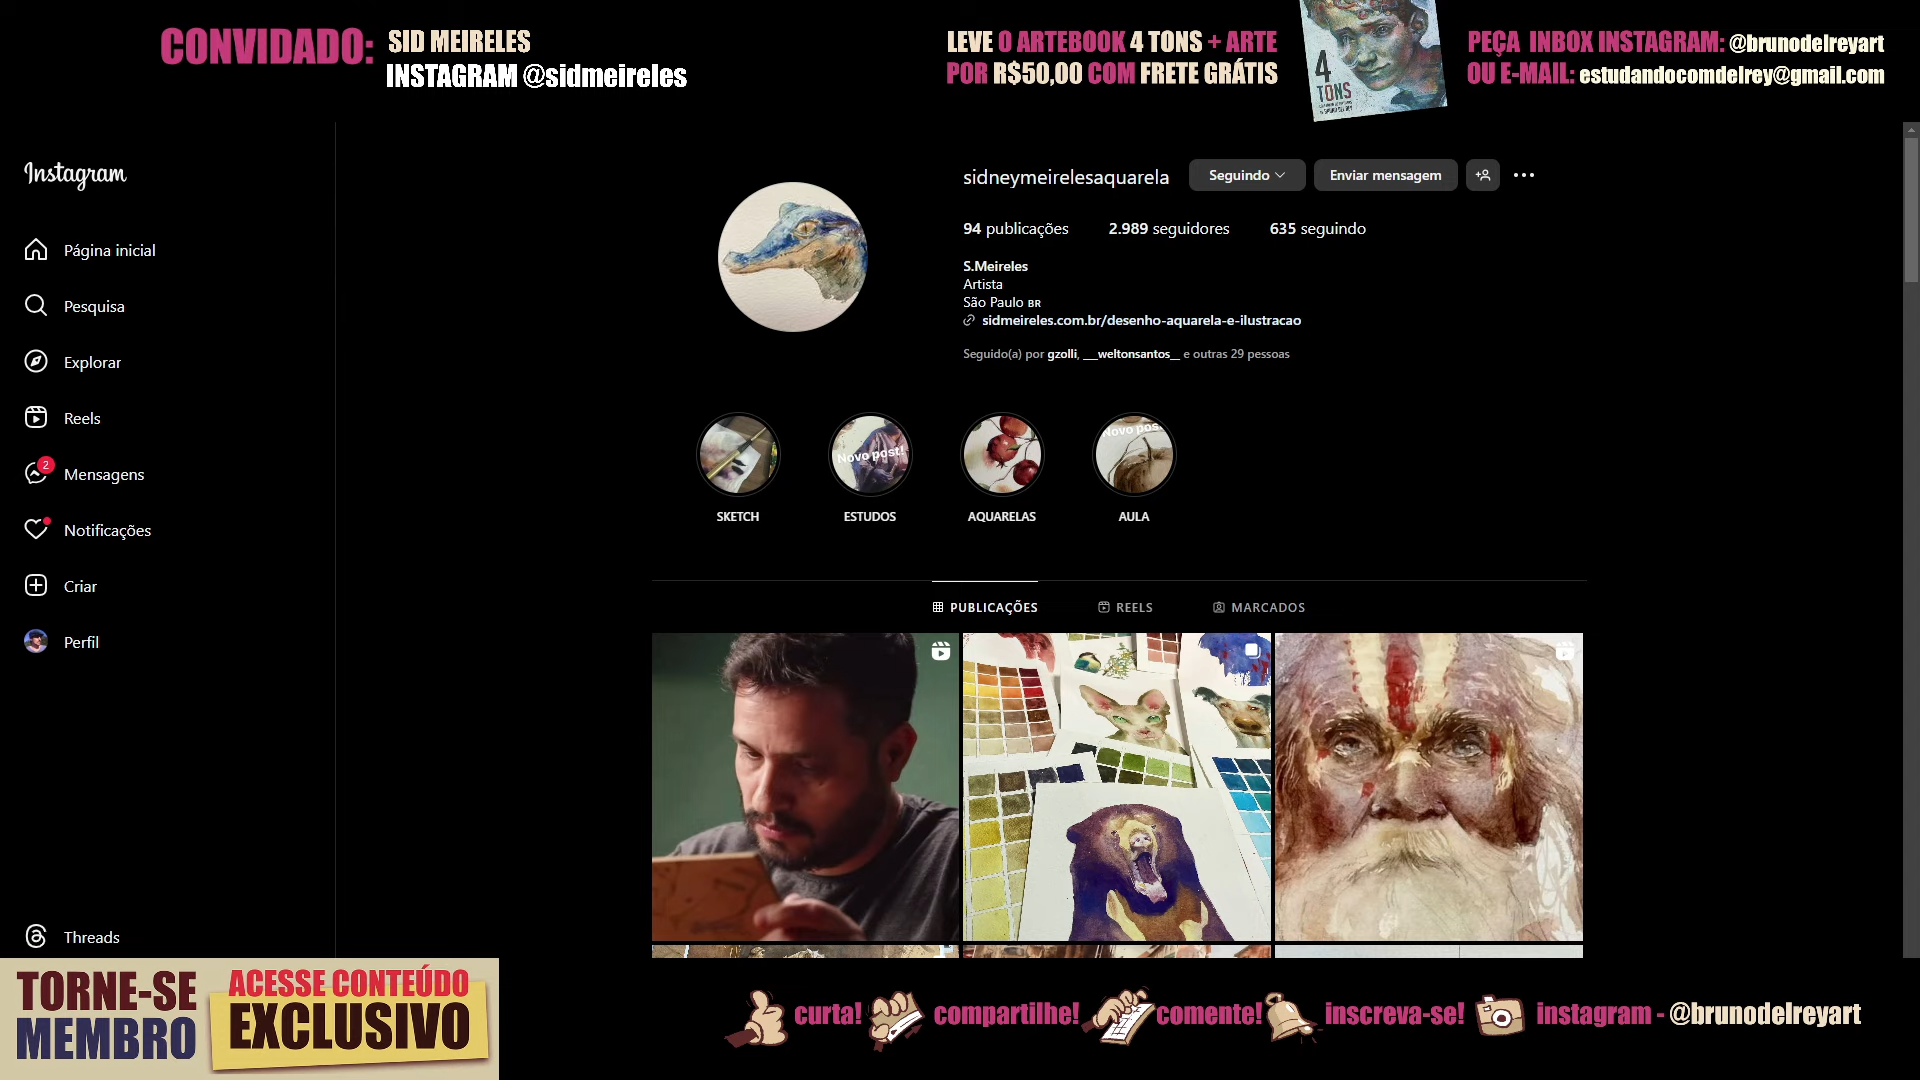 CONVIDADO: SID MEIRELES
INSTAGRAM @sidmeireles
LEVE O ARTEBOOK 4 TONS + ARTE
POR R$50,00 COM FRETE GRÁTIS
4
TONS
PEÇA INBOX INSTAGRAM: @brunodelreyart
OU E-MAIL: estudandocomdelrey@gmail.com
Instagram
Página inicial
Pesquisa
Explorar
Reels
2
Mensagens
Notificações
Criar
Perfil
Threads
sidneymeirelesaquarela Seguindo Enviar mensagem
94 publicações 2.989 seguidores 635 seguindo
S.Meireles
Artista
São Paulo BR
sidmeireles.com.br/desenho-aquarela-e-ilustracao
Seguido(a) por gzolli, ___weltonsantos__ e outras 29 pessoas
Novo post!
Novo pos
SKETCH ESTUDOS AQUARELAS AULA
PUBLICAÇÕES REELS MARCADOS
TORNE-SE
MEMBRO
ACESSE CONTEÚDO
EXCLUSIVO
curta! compartilhe! comente! inscreva-se! instagram - @brunodelreyart